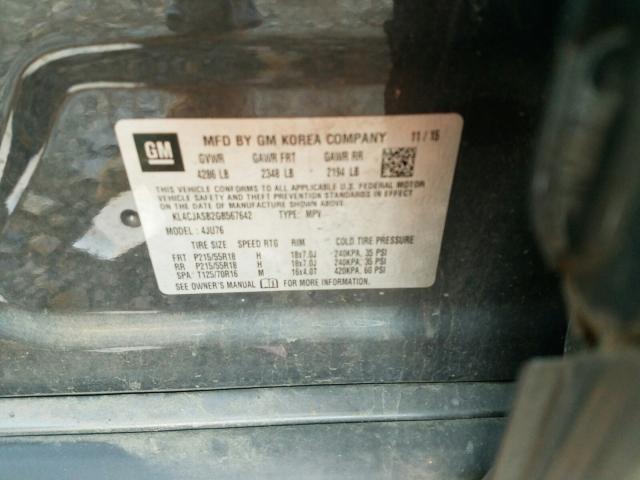 GM MFD BY GM KOREA COMPANY 11/15
GVWR GAWR FRT GAWR RR
4286 LB 2348 LB 2194 LB
THIS VEHICLE CONFORMS TO ALL APPLICABLE U.S. FEDERAL MOTOR
VEHICLE SAFETY AND THEFT PREVENTION STANDARDS IN EFFECT ON
THE DATE OF MANUFACTURE SHOWN ABOVE.
KL4CJASB2GB567642 TYPE: MPV
MODEL: 4JU76
TIRE SIZE SPEED RTG RIM COLD TIRE PRESSURE
FRT P215/55R18 H 18x7.0J 240KPA, 35 PSI
RR P215/55R18 H 18x7.0J 240KPA, 35 PSI
SPA: T125/70R16 M 16x4.0T 420KPA, 60 PSI
SEE OWNER'S MANUAL FOR MORE INFORMATION.